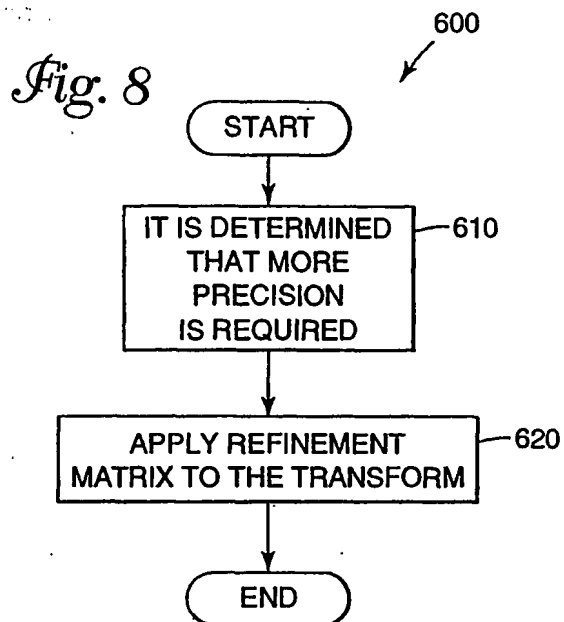 600
Fig. 8
START
IT IS DETERMINED
THAT MORE
PRECISION
IS REQUIRED
610
APPLY REFINEMENT
MATRIX TO THE TRANSFORM
620
END